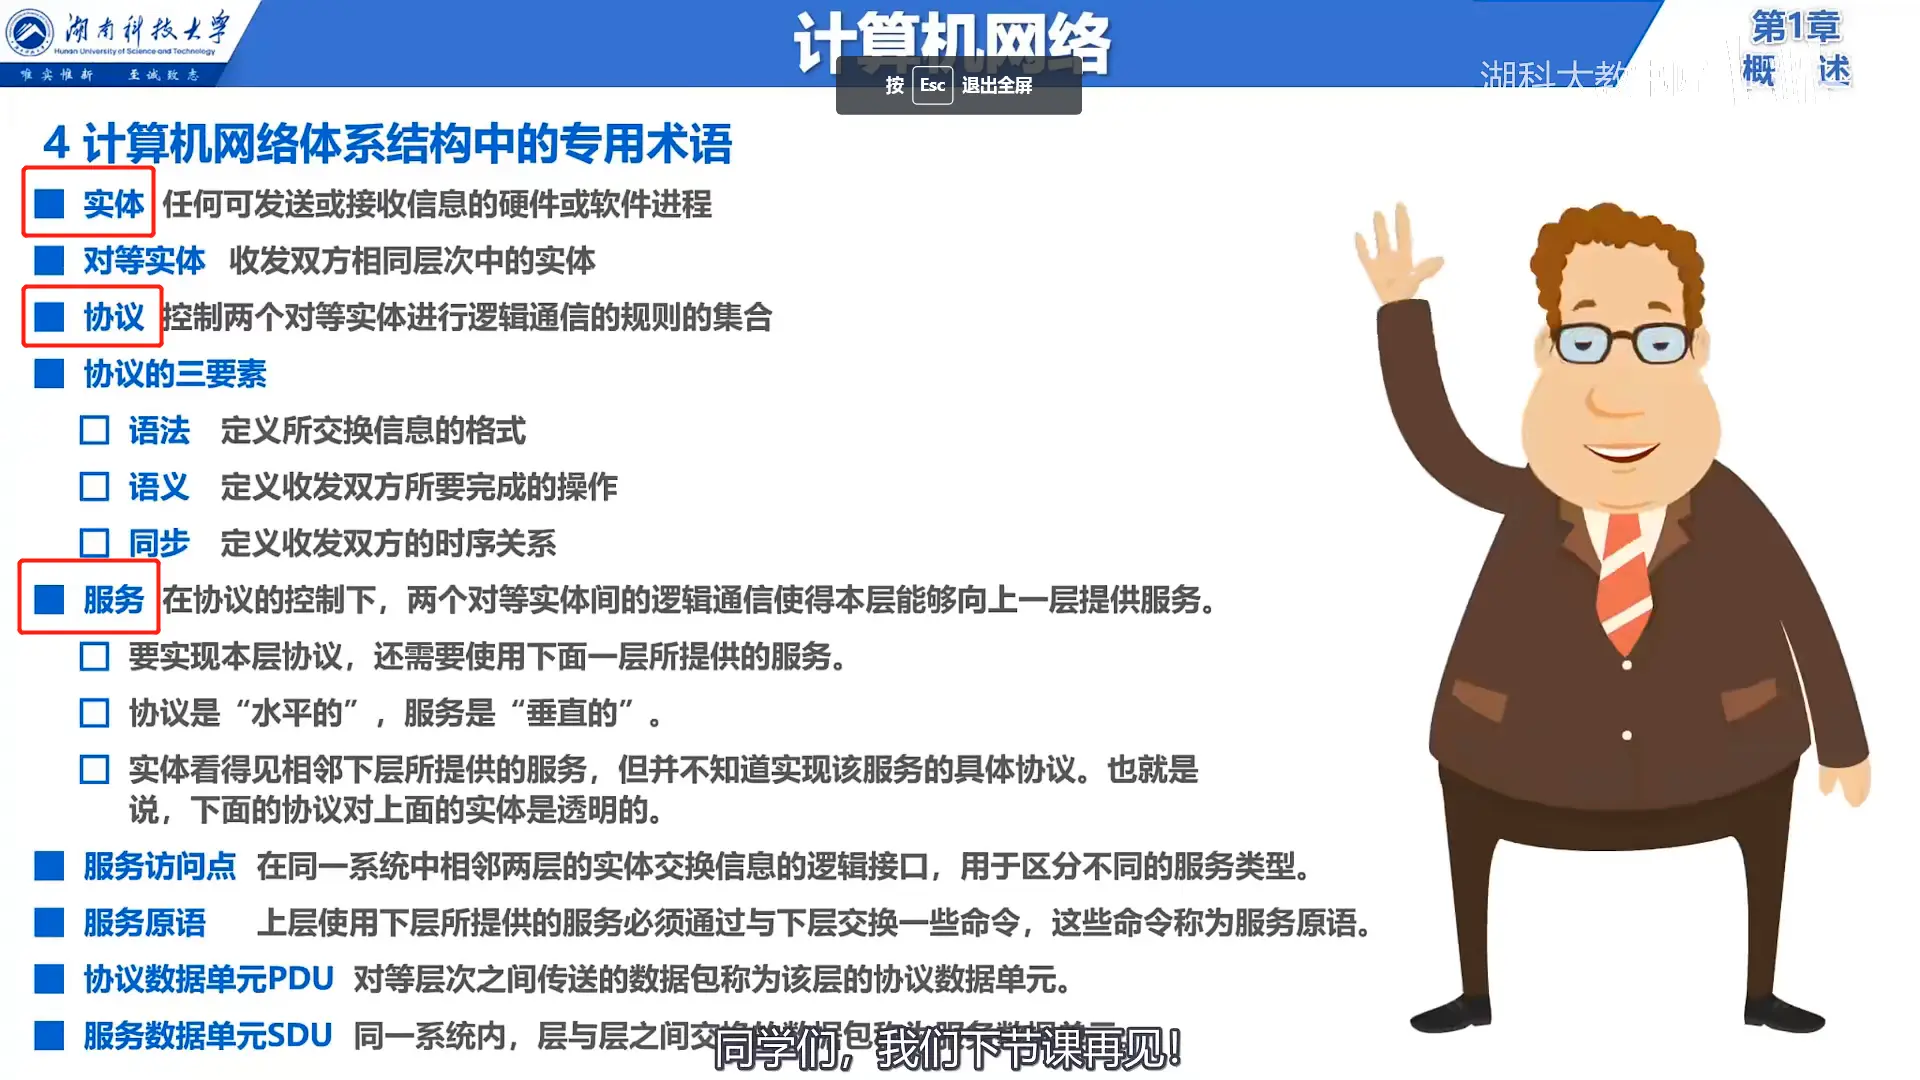 湖南科技大学
Hunan University of Science and Technology
唯实惟新 至诚致志
计算机网络
第1章
概 述
按 Esc 退出全屏
湖科大教书匠
4 计算机网络体系结构中的专用术语
实体 任何可发送或接收信息的硬件或软件进程
对等实体 收发双方相同层次中的实体
协议 控制两个对等实体进行逻辑通信的规则的集合
协议的三要素
语法 定义所交换信息的格式
语义 定义收发双方所要完成的操作
同步 定义收发双方的时序关系
服务 在协议的控制下，两个对等实体间的逻辑通信使得本层能够向上一层提供服务。
要实现本层协议，还需要使用下面一层所提供的服务。
协议是“水平的”，服务是“垂直的”。
实体看得见相邻下层所提供的服务，但并不知道实现该服务的具体协议。也就是
说，下面的协议对上面的实体是透明的。
服务访问点 在同一系统中相邻两层的实体交换信息的逻辑接口，用于区分不同的服务类型。
服务原语 上层使用下层所提供的服务必须通过与下层交换一些命令，这些命令称为服务原语。
协议数据单元PDU 对等层次之间传送的数据包称为该层的协议数据单元。
服务数据单元SDU 同一系统内，层与层之间交换的数据包称为服务数据单元
同学们，我们下节课再见！